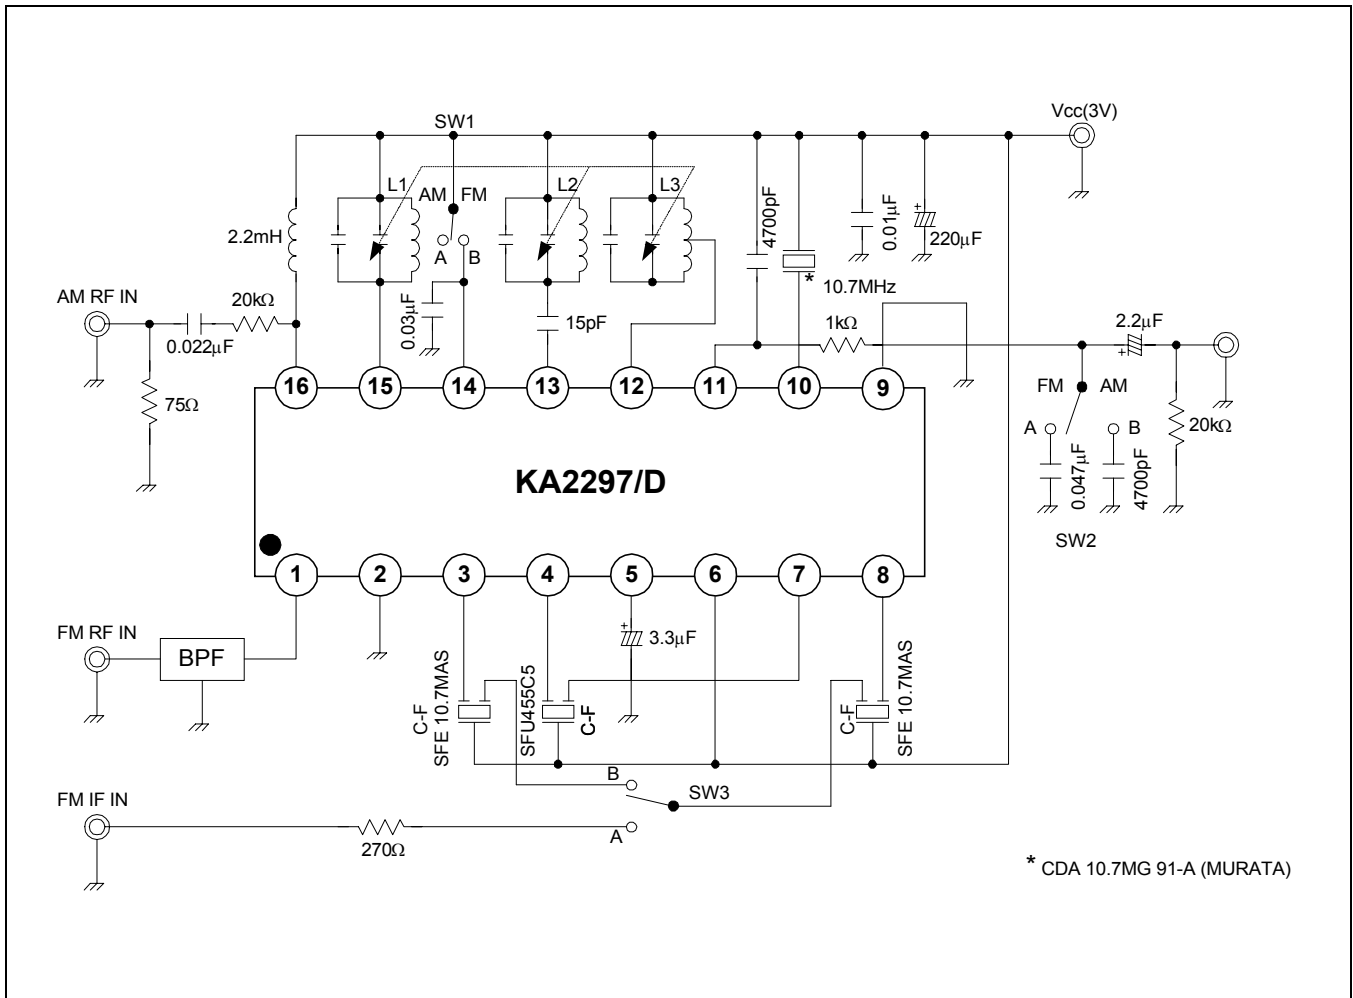 Vcc(3V)
SW1
L1
AM FM
L2
L3
2.2mH
A B
4700pF
0.01µF
+
220µF
* 10.7MHz
AM RF IN
20kΩ
0.022µF
0.03µF
15pF
1kΩ
2.2µF
+
75Ω
16 15 14 13 12 11 10 9
FM AM
A B
0.047µF
4700pF
20kΩ
SW2
KA2297/D
1 2 3 4 5 6 7 8
FM RF IN
BPF
+
3.3µF
C-F
SFE 10.7MAS
SFU455C5
C-F
C-F
SFE 10.7MAS
B
SW3
A
FM IF IN
270Ω
* CDA 10.7MG 91-A (MURATA)